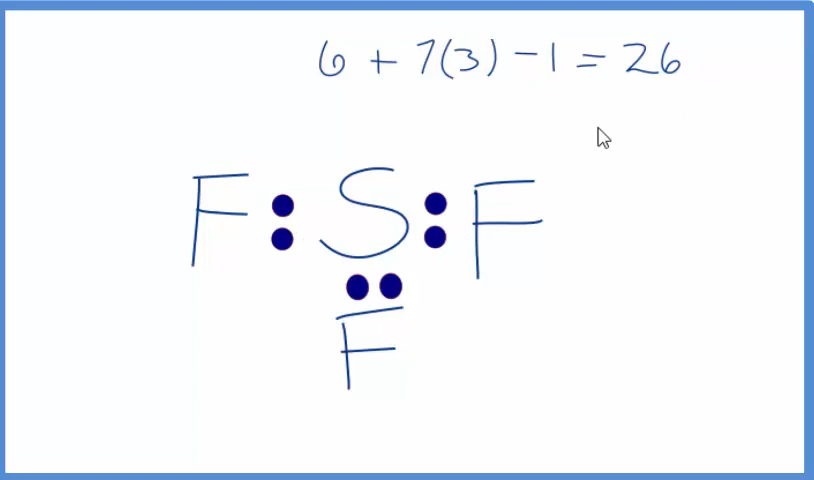 6 + 7(3) - 1 = 26
F : S : F
..
F